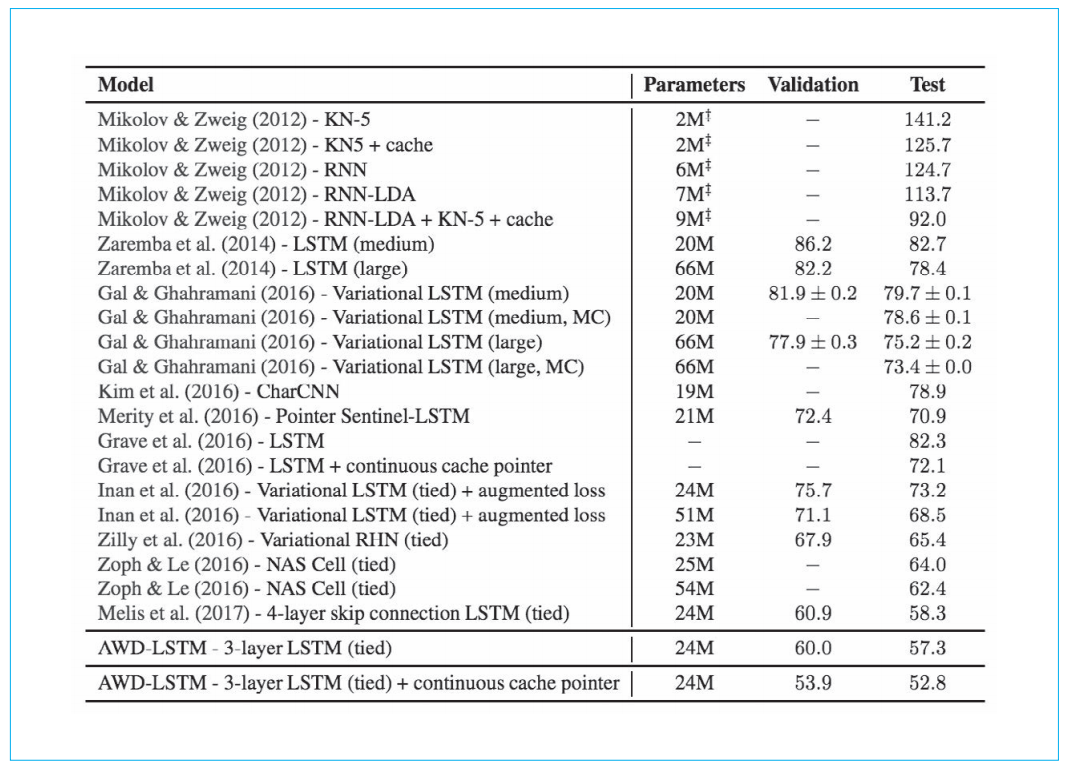 Model Parameters Validation Test
Mikolov & Zweig (2012) - KN-5 2M‡ − 141.2
Mikolov & Zweig (2012) - KN5 + cache 2M‡ − 125.7
Mikolov & Zweig (2012) - RNN 6M‡ − 124.7
Mikolov & Zweig (2012) - RNN-LDA 7M‡ − 113.7
Mikolov & Zweig (2012) - RNN-LDA + KN-5 + cache 9M‡ − 92.0
Zaremba et al. (2014) - LSTM (medium) 20M 86.2 82.7
Zaremba et al. (2014) - LSTM (large) 66M 82.2 78.4
Gal & Ghahramani (2016) - Variational LSTM (medium) 20M 81.9 ± 0.2 79.7 ± 0.1
Gal & Ghahramani (2016) - Variational LSTM (medium, MC) 20M − 78.6 ± 0.1
Gal & Ghahramani (2016) - Variational LSTM (large) 66M 77.9 ± 0.3 75.2 ± 0.2
Gal & Ghahramani (2016) - Variational LSTM (large, MC) 66M − 73.4 ± 0.0
Kim et al. (2016) - CharCNN 19M − 78.9
Merity et al. (2016) - Pointer Sentinel-LSTM 21M 72.4 70.9
Grave et al. (2016) - LSTM − − 82.3
Grave et al. (2016) - LSTM + continuous cache pointer − − 72.1
Inan et al. (2016) - Variational LSTM (tied) + augmented loss 24M 75.7 73.2
Inan et al. (2016) - Variational LSTM (tied) + augmented loss 51M 71.1 68.5
Zilly et al. (2016) - Variational RHN (tied) 23M 67.9 65.4
Zoph & Le (2016) - NAS Cell (tied) 25M − 64.0
Zoph & Le (2016) - NAS Cell (tied) 54M − 62.4
Melis et al. (2017) - 4-layer skip connection LSTM (tied) 24M 60.9 58.3
AWD-LSTM - 3-layer LSTM (tied) 24M 60.0 57.3
AWD-LSTM - 3-layer LSTM (tied) + continuous cache pointer 24M 53.9 52.8